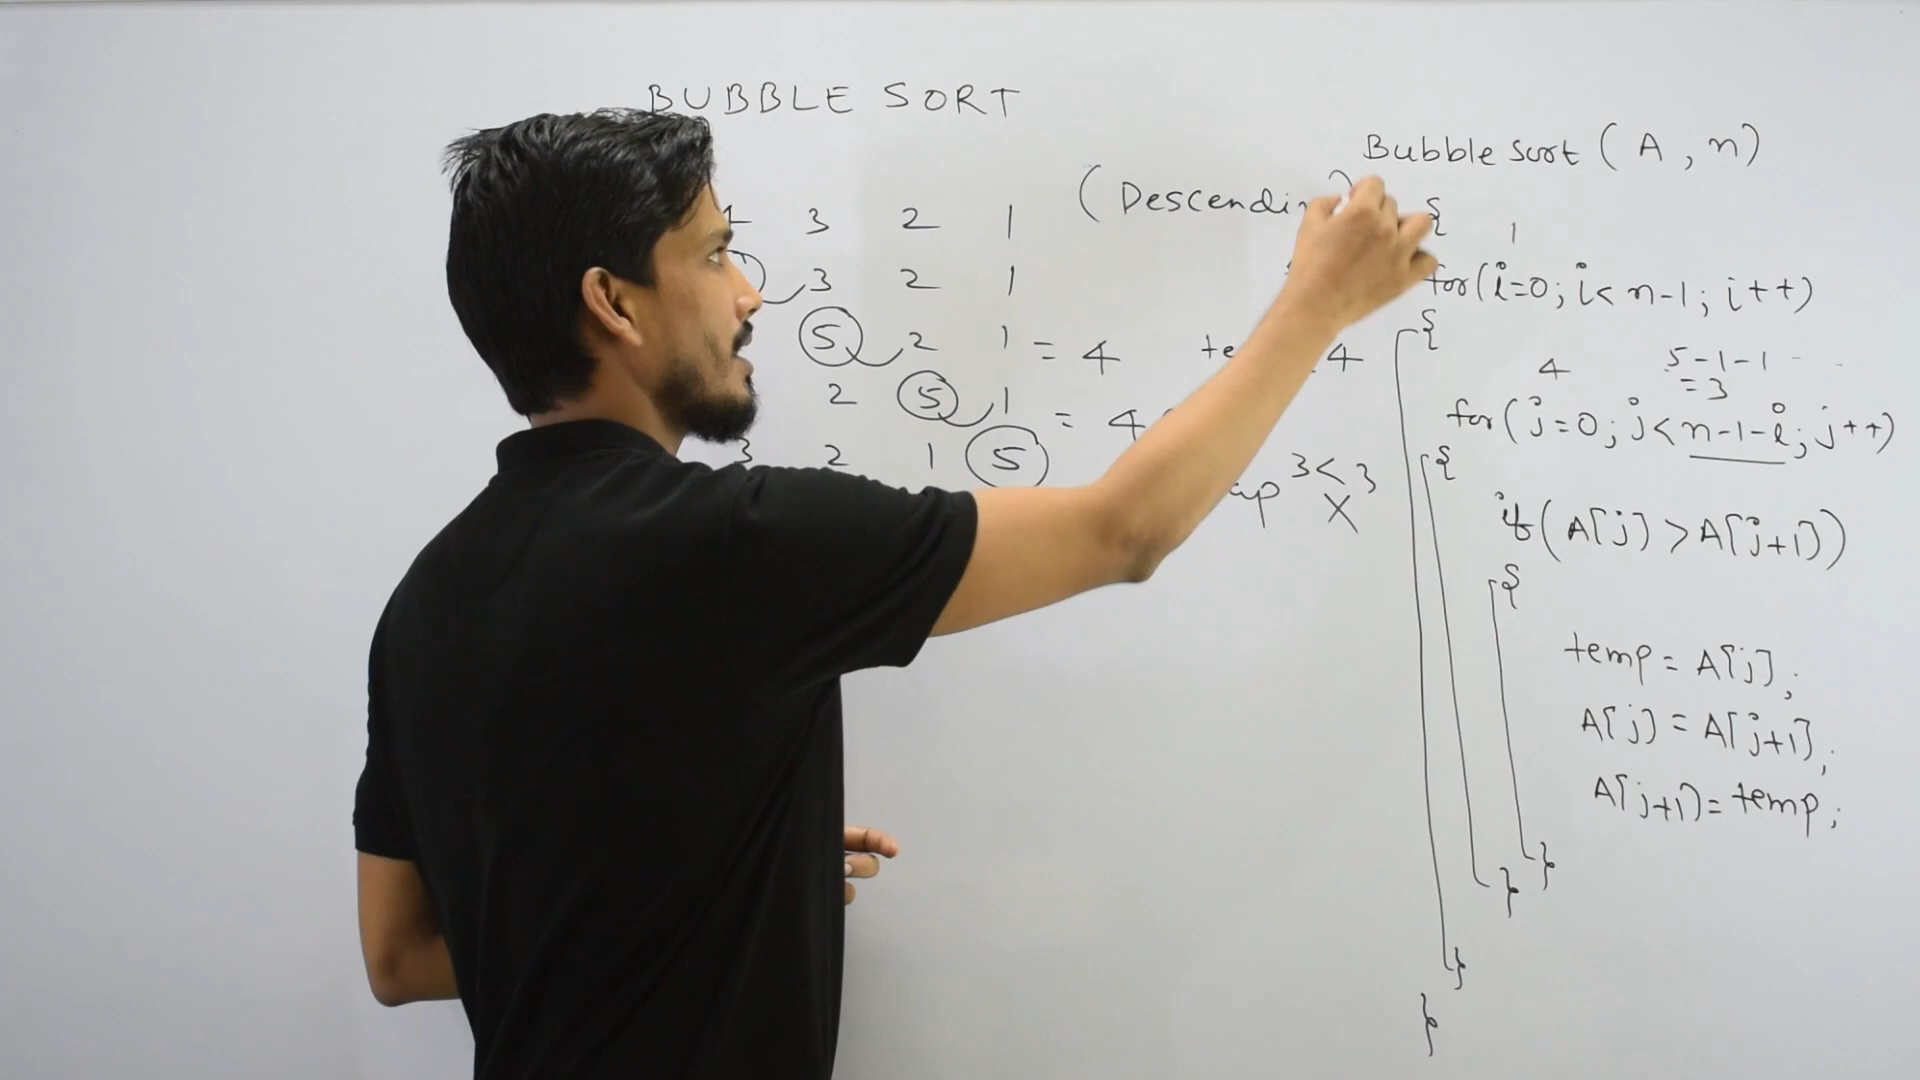 BUBBLE SORT
3 2 1
3 2 1
5 2 1 = 4
2 5 1 = 4
3 2 1 5
(Descending)
4
3 < 3
X
Bubble sort (A, n)
{
1
for(i=0; i< n-1; i++)
{
4 5-1-1
=3
for(j=0; j< n-1-i; j++)
{
if(A[j] > A[j+1])
{
temp = A[j];
A[j] = A[j+1];
A[j+1] = temp;
}
}
}
}